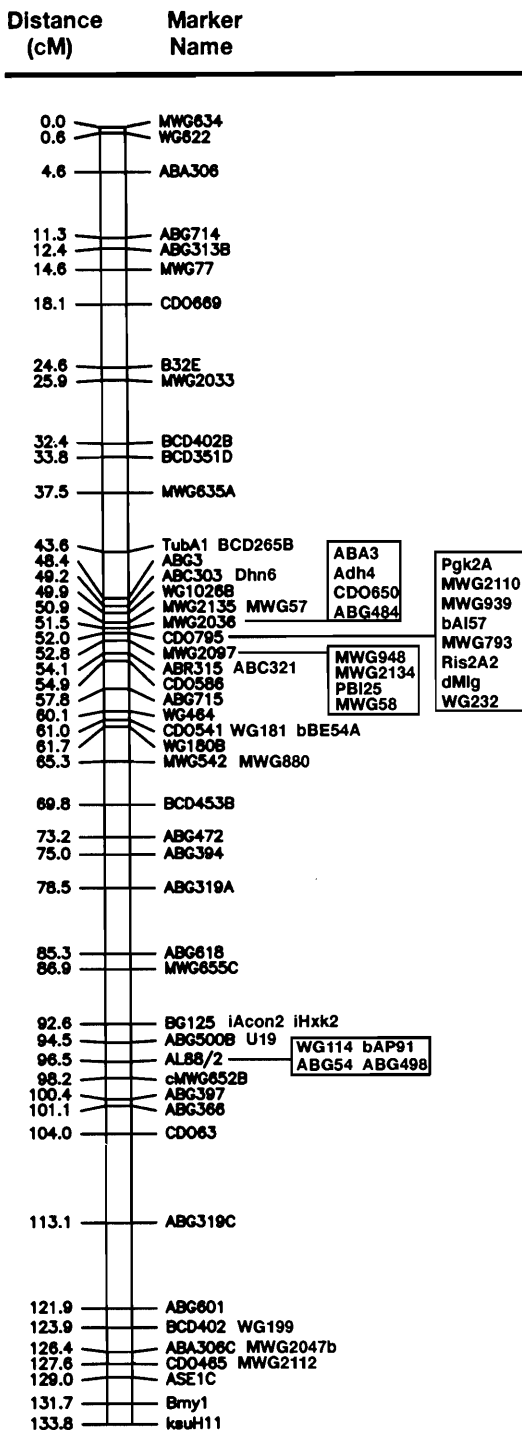 Distance Marker
(cM) Name
0.0 MWG634
0.6 WG622
4.6 ABA306
11.3 ABG714
12.4 ABG313B
14.6 MWG77
18.1 CDO669
24.6 B32E
25.9 MWG2033
32.4 BCD402B
33.8 BCD351D
37.5 MWG635A
43.6 TubA1 BCD265B
48.4 ABG3
49.2 ABC303 Dhn6
49.9 WG1026B
50.9 MWG2135 MWG57
51.5 MWG2036
52.0 CDO795
52.8 MWG2097
54.1 ABR315 ABC321
54.9 CDO586
57.8 ABG715
60.1 WG464
61.0 CDO541 WG181 bBE54A
61.7 WG180B
65.3 MWG542 MWG880
69.8 BCD453B
73.2 ABG472
75.0 ABG394
78.5 ABG319A
85.3 ABG618
86.9 MWG655C
92.6 BG125 iAcon2 iHxk2
94.5 ABG500B U19
96.5 AL88/2
98.2 cMWG652B
100.4 ABG397
101.1 ABG366
104.0 CDO63
113.1 ABG319C
121.9 ABG601
123.9 BCD402 WG199
126.4 ABA306C MWG2047b
127.6 CDO465 MWG2112
129.0 ASE1C
131.7 Bmy1
133.8 ksuH11
ABA3
Adh4
CDO650
ABG484
Pgk2A
MWG2110
MWG939
bAl57
MWG793
Ris2A2
dMlg
WG232
MWG948
MWG2134
PBI25
MWG58
WG114 bAP91
ABG54 ABG498